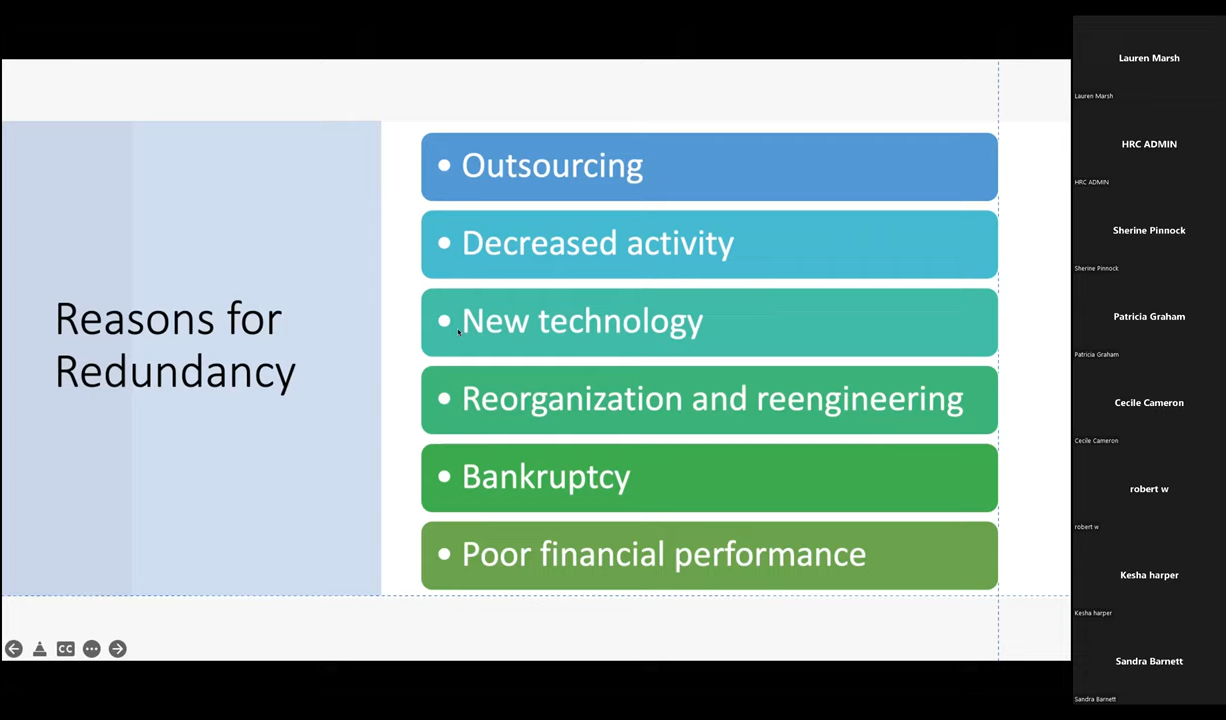 Reasons for
Redundancy
• Outsourcing
• Decreased activity
• New technology
• Reorganization and reengineering
• Bankruptcy
• Poor financial performance
CC
Lauren Marsh
Lauren Marsh
HRC ADMIN
HRC ADMIN
Sherine Pinnock
Sherine Pinnock
Patricia Graham
Patricia Graham
Cecile Cameron
Cecile Cameron
robert w
robert w
Kesha harper
Kesha harper
Sandra Barnett
Sandra Barnett